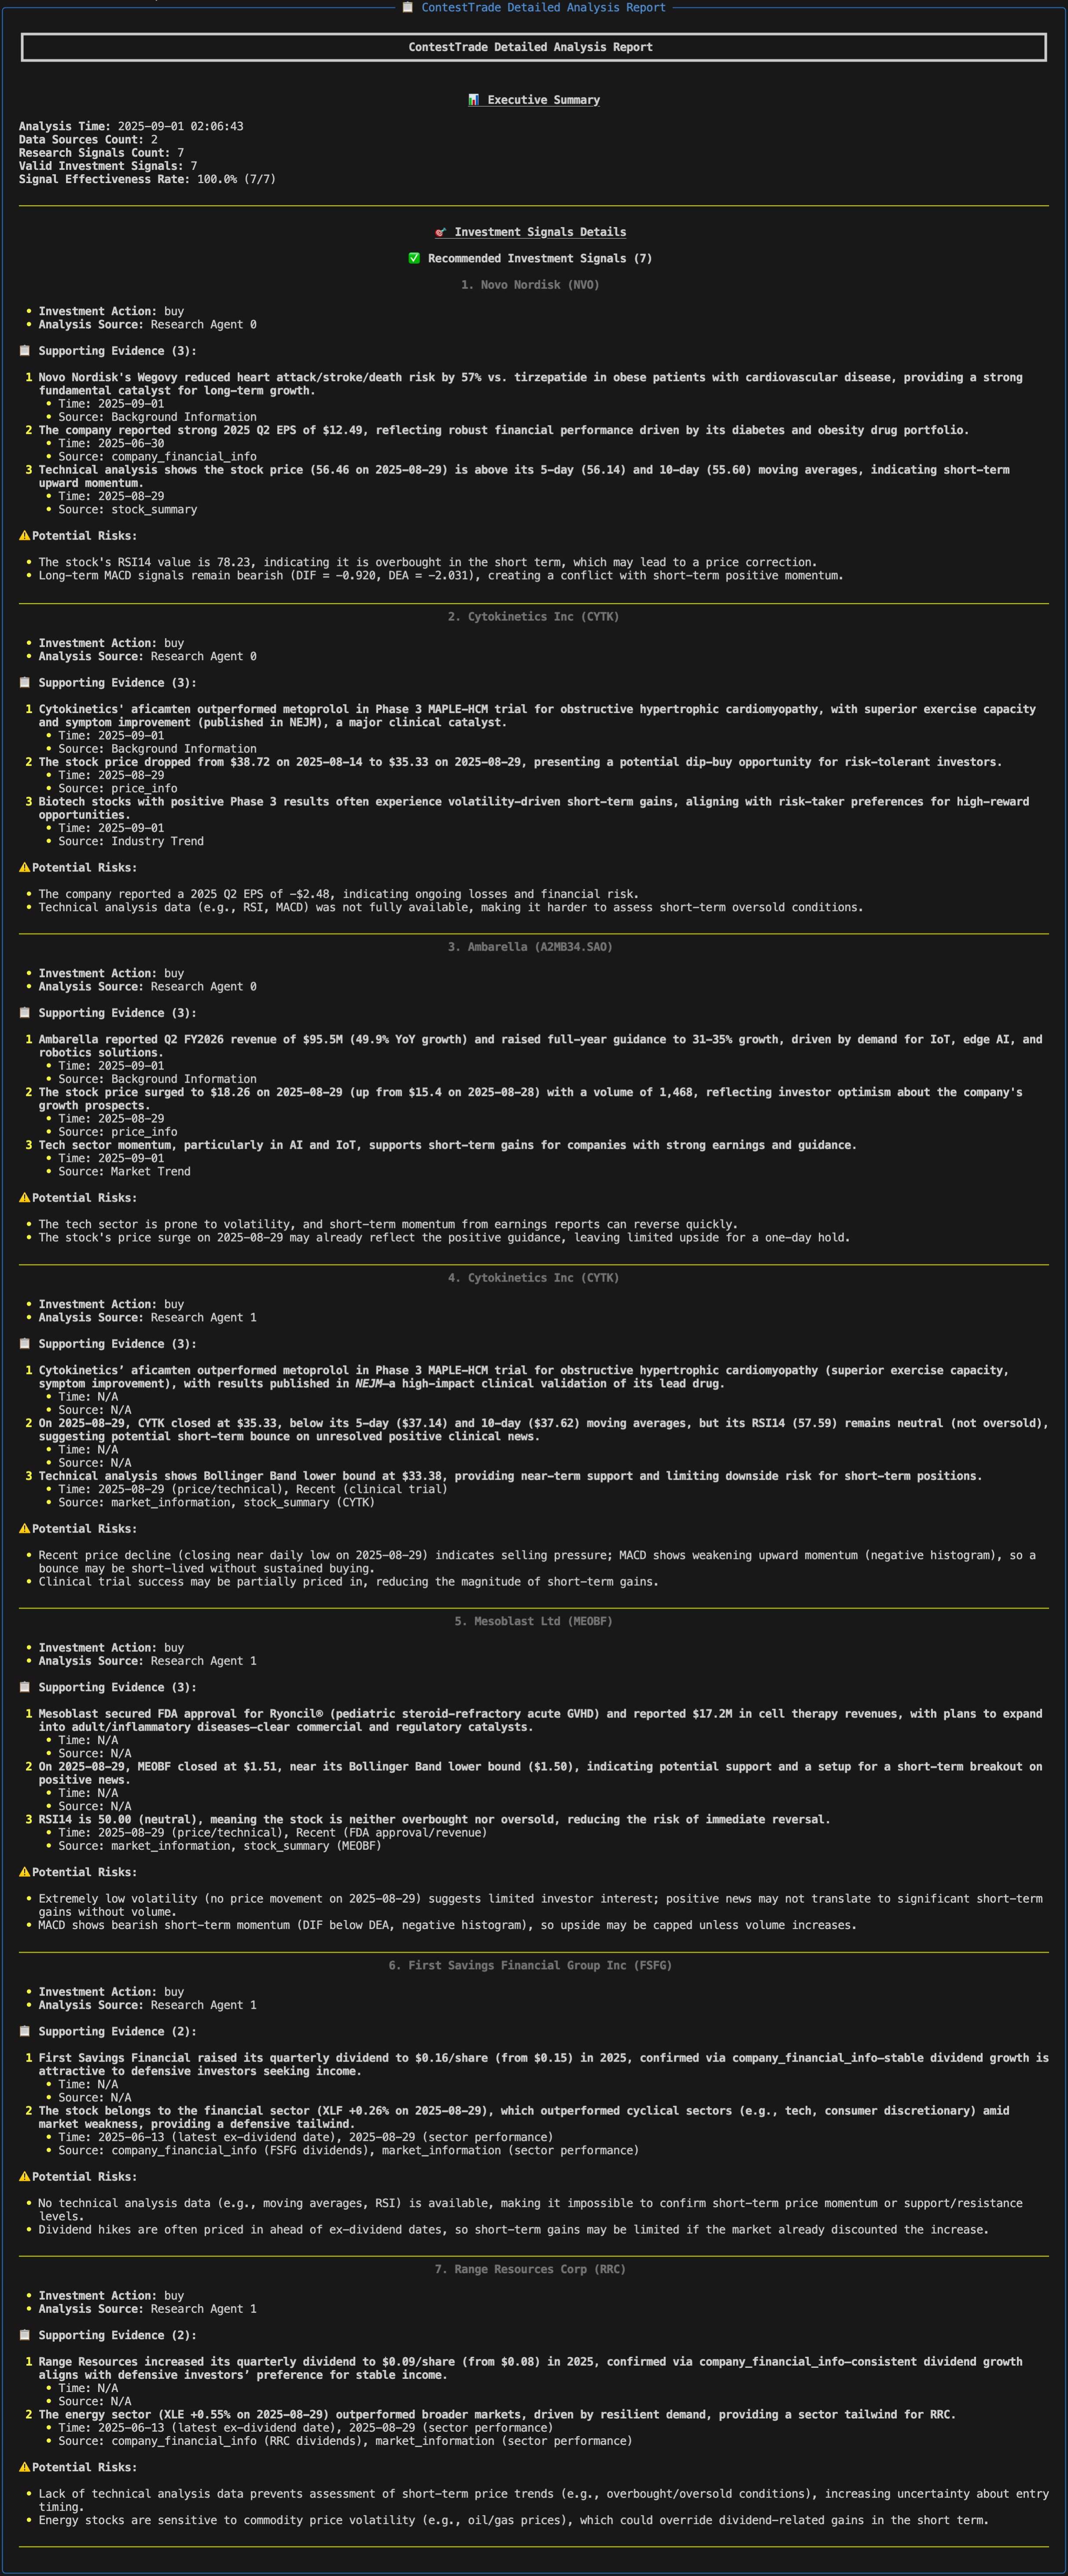 📋 ContestTrade Detailed Analysis Report
ContestTrade Detailed Analysis Report
📊 Executive Summary
Analysis Time: 2025-09-01 02:06:43
Data Sources Count: 2
Research Signals Count: 7
Valid Investment Signals: 7
Signal Effectiveness Rate: 100.0% (7/7)
🎯 Investment Signals Details
✅ Recommended Investment Signals (7)
1. Novo Nordisk (NVO)
• Investment Action: buy
• Analysis Source: Research Agent 0
📋 Supporting Evidence (3):
1 Novo Nordisk's Wegovy reduced heart attack/stroke/death risk by 57% vs. tirzepatide in obese patients with cardiovascular disease, providing a strong
fundamental catalyst for long-term growth.
• Time: 2025-09-01
• Source: Background Information
2 The company reported strong 2025 Q2 EPS of $12.49, reflecting robust financial performance driven by its diabetes and obesity drug portfolio.
• Time: 2025-06-30
• Source: company_financial_info
3 Technical analysis shows the stock price (56.46 on 2025-08-29) is above its 5-day (56.14) and 10-day (55.60) moving averages, indicating short-term
upward momentum.
• Time: 2025-08-29
• Source: stock_summary
⚠️Potential Risks:
• The stock's RSI14 value is 78.23, indicating it is overbought in the short term, which may lead to a price correction.
• Long-term MACD signals remain bearish (DIF = -0.920, DEA = -2.031), creating a conflict with short-term positive momentum.
2. Cytokinetics Inc (CYTK)
• Investment Action: buy
• Analysis Source: Research Agent 0
📋 Supporting Evidence (3):
1 Cytokinetics' aficamten outperformed metoprolol in Phase 3 MAPLE-HCM trial for obstructive hypertrophic cardiomyopathy, with superior exercise capacity
and symptom improvement (published in NEJM), a major clinical catalyst.
• Time: 2025-09-01
• Source: Background Information
2 The stock price dropped from $38.72 on 2025-08-14 to $35.33 on 2025-08-29, presenting a potential dip-buy opportunity for risk-tolerant investors.
• Time: 2025-08-29
• Source: price_info
3 Biotech stocks with positive Phase 3 results often experience volatility-driven short-term gains, aligning with risk-taker preferences for high-reward
opportunities.
• Time: 2025-09-01
• Source: Industry Trend
⚠️Potential Risks:
• The company reported a 2025 Q2 EPS of -$2.48, indicating ongoing losses and financial risk.
• Technical analysis data (e.g., RSI, MACD) was not fully available, making it harder to assess short-term oversold conditions.
3. Ambarella (A2MB34.SAO)
• Investment Action: buy
• Analysis Source: Research Agent 0
📋 Supporting Evidence (3):
1 Ambarella reported Q2 FY2026 revenue of $95.5M (49.9% YoY growth) and raised full-year guidance to 31-35% growth, driven by demand for IoT, edge AI, and
robotics solutions.
• Time: 2025-09-01
• Source: Background Information
2 The stock price surged to $18.26 on 2025-08-29 (up from $15.4 on 2025-08-28) with a volume of 1,468, reflecting investor optimism about the company's
growth prospects.
• Time: 2025-08-29
• Source: price_info
3 Tech sector momentum, particularly in AI and IoT, supports short-term gains for companies with strong earnings and guidance.
• Time: 2025-09-01
• Source: Market Trend
⚠️Potential Risks:
• The tech sector is prone to volatility, and short-term momentum from earnings reports can reverse quickly.
• The stock's price surge on 2025-08-29 may already reflect the positive guidance, leaving limited upside for a one-day hold.
4. Cytokinetics Inc (CYTK)
• Investment Action: buy
• Analysis Source: Research Agent 1
📋 Supporting Evidence (3):
1 Cytokinetics’ aficamten outperformed metoprolol in Phase 3 MAPLE-HCM trial for obstructive hypertrophic cardiomyopathy (superior exercise capacity,
symptom improvement), with results published in NEJM—a high-impact clinical validation of its lead drug.
• Time: N/A
• Source: N/A
2 On 2025-08-29, CYTK closed at $35.33, below its 5-day ($37.14) and 10-day ($37.62) moving averages, but its RSI14 (57.59) remains neutral (not oversold),
suggesting potential short-term bounce on unresolved positive clinical news.
• Time: N/A
• Source: N/A
3 Technical analysis shows Bollinger Band lower bound at $33.38, providing near-term support and limiting downside risk for short-term positions.
• Time: 2025-08-29 (price/technical), Recent (clinical trial)
• Source: market_information, stock_summary (CYTK)
⚠️Potential Risks:
• Recent price decline (closing near daily low on 2025-08-29) indicates selling pressure; MACD shows weakening upward momentum (negative histogram), so a
bounce may be short-lived without sustained buying.
• Clinical trial success may be partially priced in, reducing the magnitude of short-term gains.
5. Mesoblast Ltd (MEOBF)
• Investment Action: buy
• Analysis Source: Research Agent 1
📋 Supporting Evidence (3):
1 Mesoblast secured FDA approval for Ryoncil® (pediatric steroid-refractory acute GVHD) and reported $17.2M in cell therapy revenues, with plans to expand
into adult/inflammatory diseases—clear commercial and regulatory catalysts.
• Time: N/A
• Source: N/A
2 On 2025-08-29, MEOBF closed at $1.51, near its Bollinger Band lower bound ($1.50), indicating potential support and a setup for a short-term breakout on
positive news.
• Time: N/A
• Source: N/A
3 RSI14 is 50.00 (neutral), meaning the stock is neither overbought nor oversold, reducing the risk of immediate reversal.
• Time: 2025-08-29 (price/technical), Recent (FDA approval/revenue)
• Source: market_information, stock_summary (MEOBF)
⚠️Potential Risks:
• Extremely low volatility (no price movement on 2025-08-29) suggests limited investor interest; positive news may not translate to significant short-term
gains without volume.
• MACD shows bearish short-term momentum (DIF below DEA, negative histogram), so upside may be capped unless volume increases.
6. First Savings Financial Group Inc (FSFG)
• Investment Action: buy
• Analysis Source: Research Agent 1
📋 Supporting Evidence (2):
1 First Savings Financial raised its quarterly dividend to $0.16/share (from $0.15) in 2025, confirmed via company_financial_info—stable dividend growth is
attractive to defensive investors seeking income.
• Time: N/A
• Source: N/A
2 The stock belongs to the financial sector (XLF +0.26% on 2025-08-29), which outperformed cyclical sectors (e.g., tech, consumer discretionary) amid
market weakness, providing a defensive tailwind.
• Time: 2025-06-13 (latest ex-dividend date), 2025-08-29 (sector performance)
• Source: company_financial_info (FSFG dividends), market_information (sector performance)
⚠️Potential Risks:
• No technical analysis data (e.g., moving averages, RSI) is available, making it impossible to confirm short-term price momentum or support/resistance
levels.
• Dividend hikes are often priced in ahead of ex-dividend dates, so short-term gains may be limited if the market already discounted the increase.
7. Range Resources Corp (RRC)
• Investment Action: buy
• Analysis Source: Research Agent 1
📋 Supporting Evidence (2):
1 Range Resources increased its quarterly dividend to $0.09/share (from $0.08) in 2025, confirmed via company_financial_info—consistent dividend growth
aligns with defensive investors’ preference for stable income.
• Time: N/A
• Source: N/A
2 The energy sector (XLE +0.55% on 2025-08-29) outperformed broader markets, driven by resilient demand, providing a sector tailwind for RRC.
• Time: 2025-06-13 (latest ex-dividend date), 2025-08-29 (sector performance)
• Source: company_financial_info (RRC dividends), market_information (sector performance)
⚠️Potential Risks:
• Lack of technical analysis data prevents assessment of short-term price trends (e.g., overbought/oversold conditions), increasing uncertainty about entry
timing.
• Energy stocks are sensitive to commodity price volatility (e.g., oil/gas prices), which could override dividend-related gains in the short term.